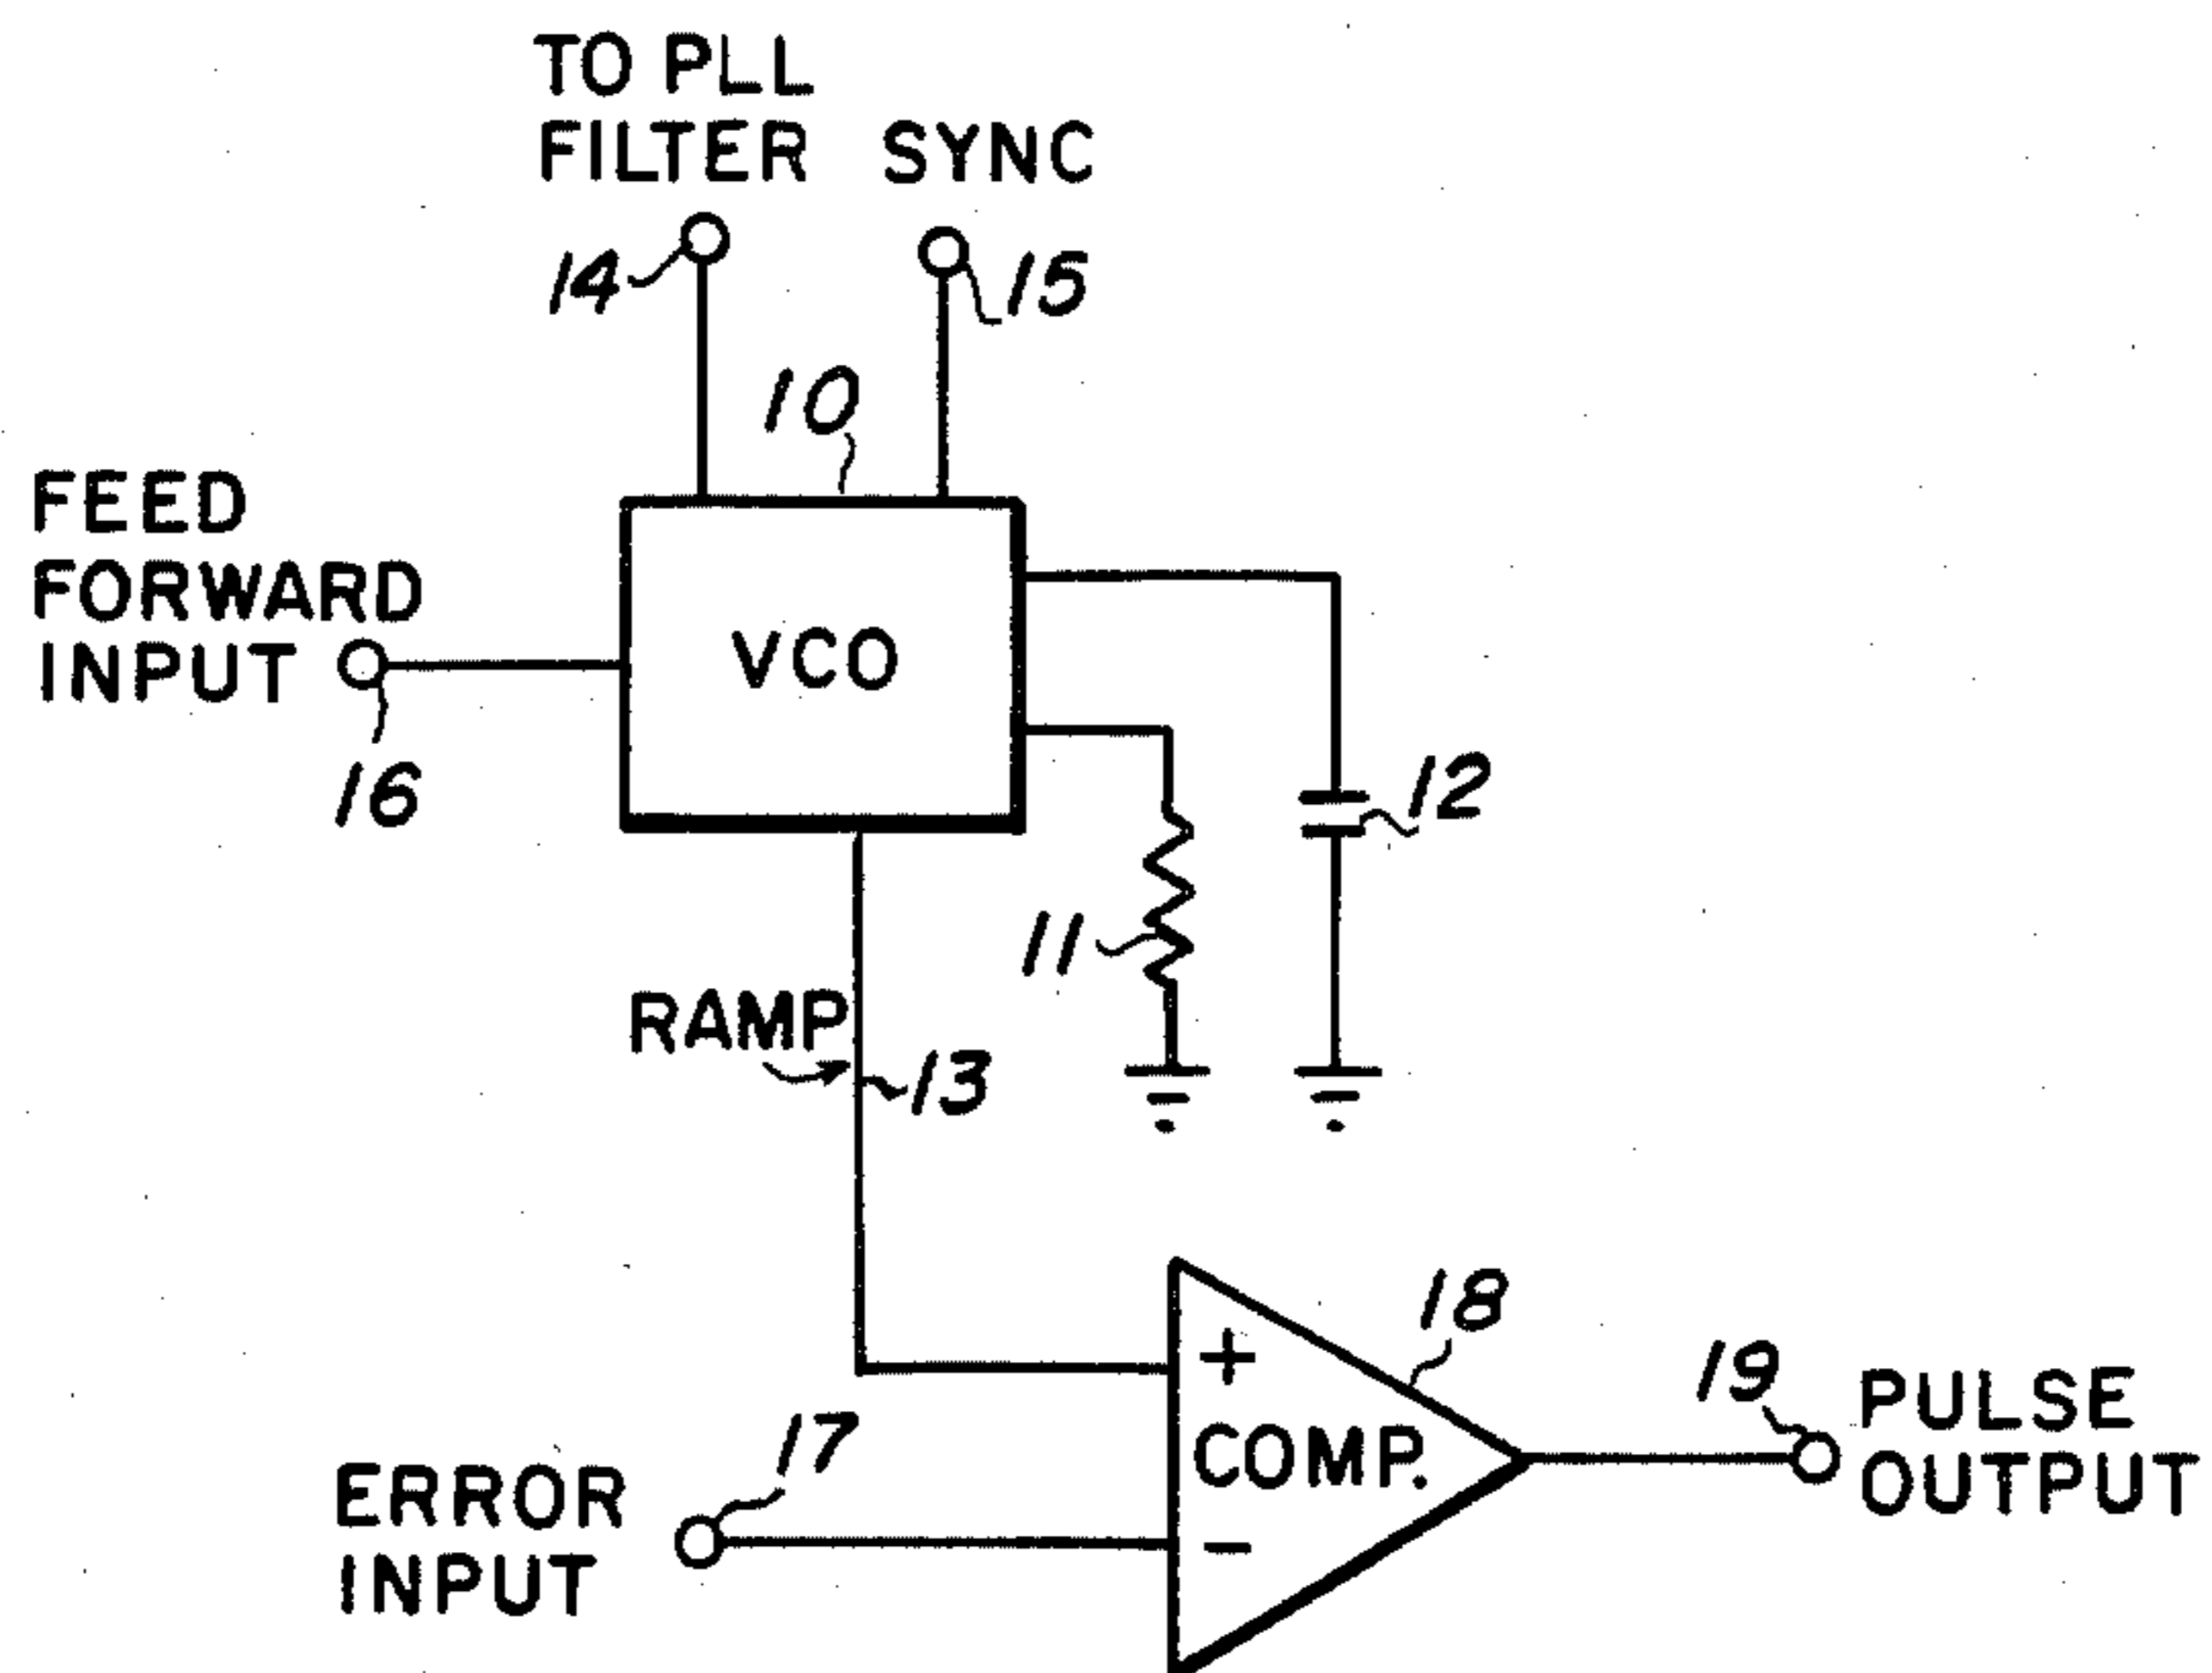 TO PLL
FILTER
SYNC
14
15
10
FEED
FORWARD
INPUT
16
VCO
12
11
RAMP
13
18
+
COMP.
-
19
PULSE
OUTPUT
17
ERROR
INPUT